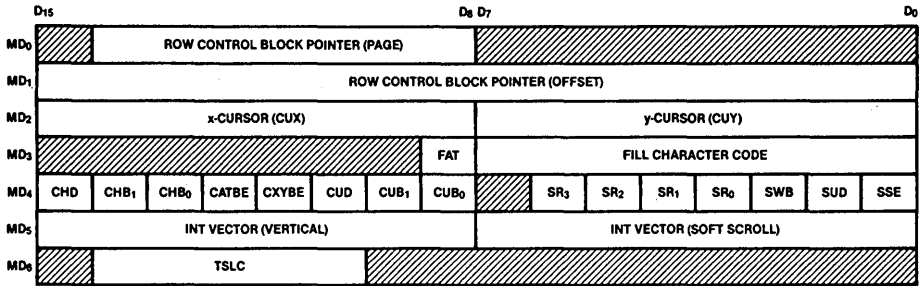 D15 D8 D7 D0
MD0 ROW CONTROL BLOCK POINTER (PAGE)
MD1 ROW CONTROL BLOCK POINTER (OFFSET)
MD2 x-CURSOR (CUX) y-CURSOR (CUY)
MD3 FAT FILL CHARACTER CODE
MD4 CHD CHB1 CHB0 CATBE CXYBE CUD CUB1 CUB0 SR3 SR2 SR1 SR0 SWB SUD SSE
MD5 INT VECTOR (VERTICAL) INT VECTOR (SOFT SCROLL)
MD6 TSLC